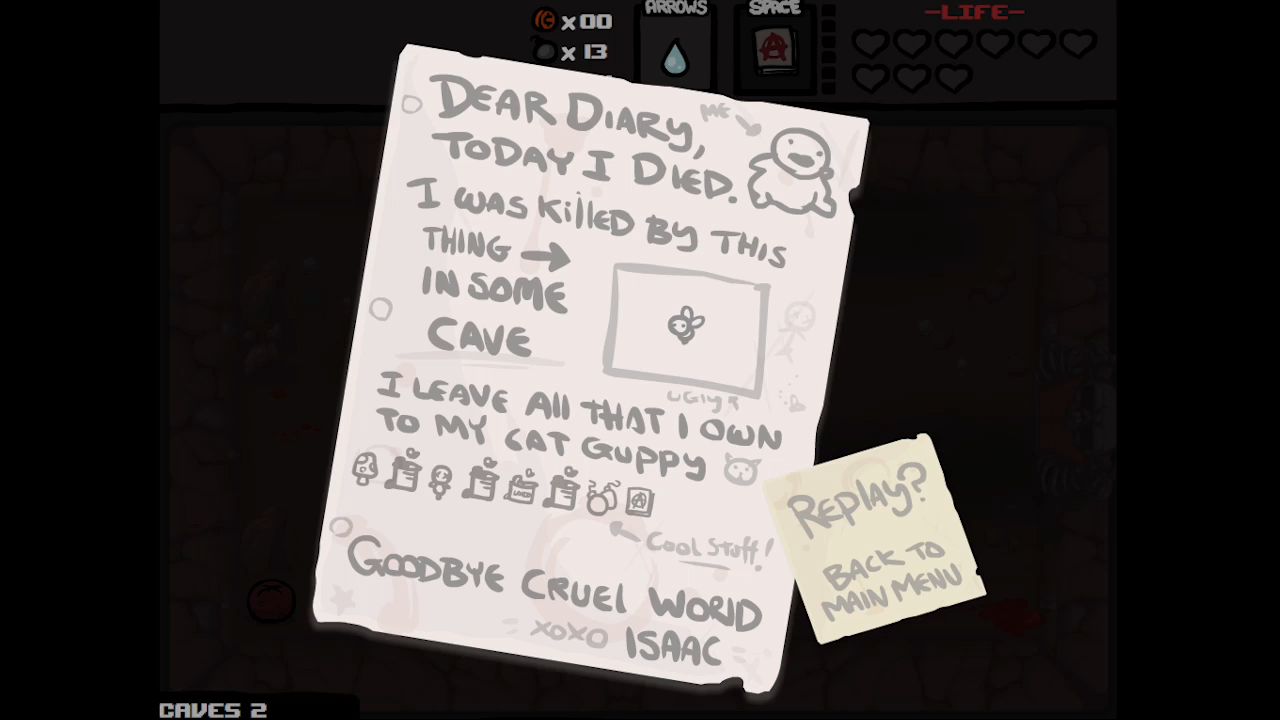 ARROWS
SPACE
-LIFE-
x00
x 13
DEAR DIARY,
ME
TODAY I DIED.
I WAS KillED BY THIS
THING
IN SOME
CAVE
UGLY
I LEAVE All THAT I OWN
TO MY CAT GUPPY
Cool Stuff!
GOODBYE CRUEL WORLD
XOXO ISAAC
REPLAY?
BACK TO
MAIN MENU
CAVES 2